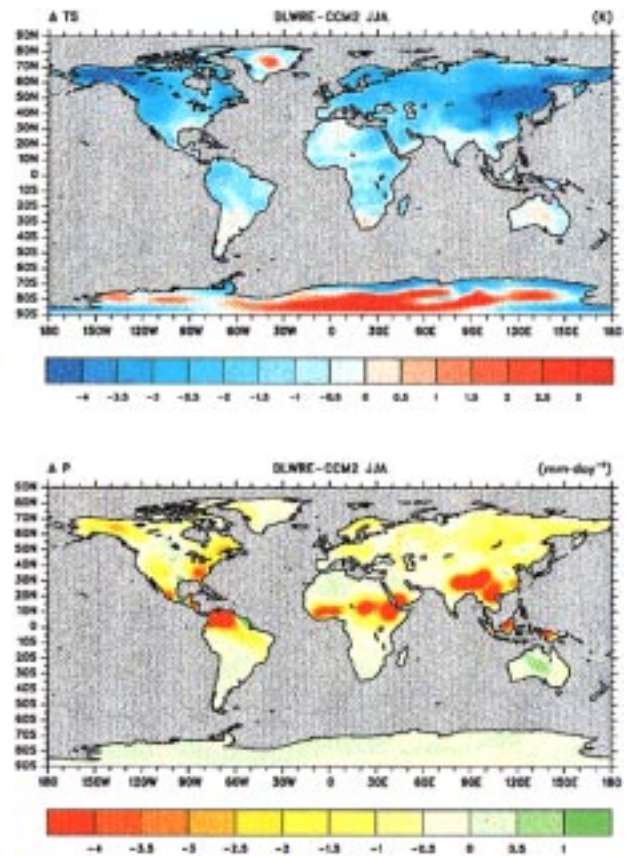 Δ TS DLWRE-CCM2 JJA (K)
90N
80N
70N
60N
50N
40N
30N
20N
10N
0
10S
20S
30S
40S
50S
60S
70S
80S
90S
180 150W 120W 90W 60W 30W 0 30E 60E 90E 120E 150E 180
-4 -3.5 -3 -2.5 -2 -1.5 -1 -0.5 0 0.5 1 1.5 2 2.5 3
Δ P DLWRE-CCM2 JJA (mm·day⁻¹)
90N
80N
70N
60N
50N
40N
30N
20N
10N
0
10S
20S
30S
40S
50S
60S
70S
80S
90S
180 150W 120W 90W 60W 30W 0 30E 60E 90E 120E 150E 180
-4 -3.5 -3 -2.5 -2 -1.5 -1 -0.5 0 0.5 1